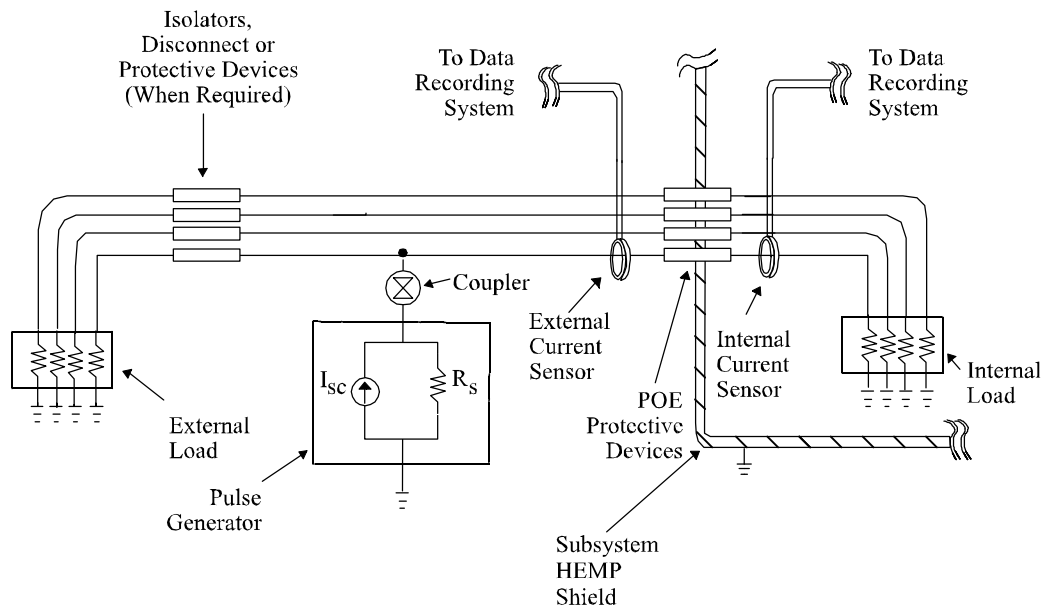 Isolators,
Disconnect or
Protective Devices
(When Required)
To Data
Recording
System
To Data
Recording
System
Coupler
External
Current
Sensor
Internal
Current
Sensor
I_SC
R_S
Internal
Load
External
Load
POE
Protective
Devices
Pulse
Generator
Subsystem
HEMP
Shield